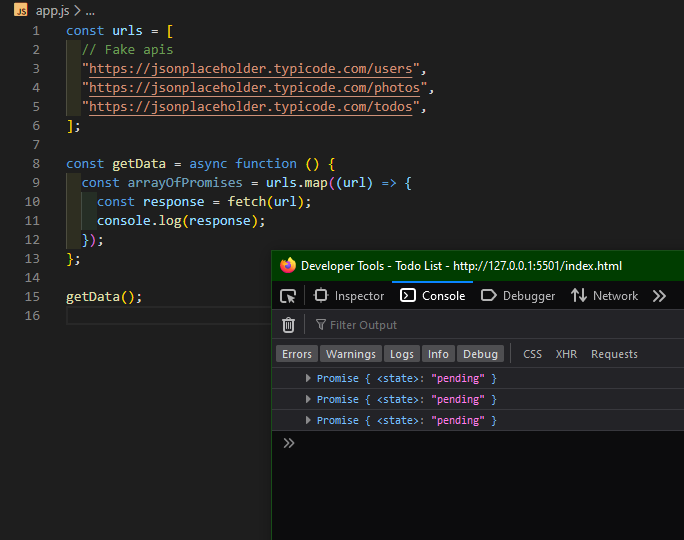 JS app.js > ...
1 const urls = [
2   // Fake apis
3   "https://jsonplaceholder.typicode.com/users",
4   "https://jsonplaceholder.typicode.com/photos",
5   "https://jsonplaceholder.typicode.com/todos",
6 ];
7
8 const getData = async function () {
9   const arrayOfPromises = urls.map((url) => {
10     const response = fetch(url);
11     console.log(response);
12   });
13 };
14
15 getData();
16
Developer Tools - Todo List - http://127.0.0.1:5501/index.html
Inspector Console Debugger Network
Filter Output
Errors Warnings Logs Info Debug CSS XHR Requests
Promise { <state>: "pending" }
Promise { <state>: "pending" }
Promise { <state>: "pending" }